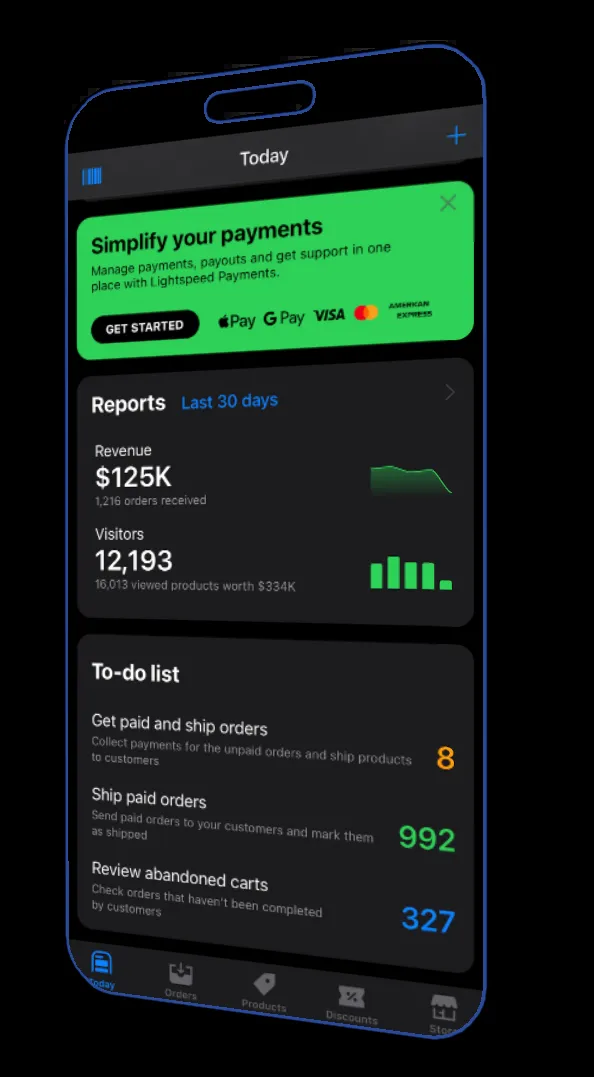 Today
Simplify your payments
Manage payments, payouts and get support in one
place with Lightspeed Payments.
GET STARTED
Pay G Pay VISA
AMERICAN
EXPRESS
Reports Last 30 days
Revenue
$125K
1,216 orders received
Visitors
12,193
16,013 viewed products worth $334K
To-do list
Get paid and ship orders
Collect payments for the unpaid orders and ship products
to customers
8
Ship paid orders
Send paid orders to your customers and mark them
as shipped
992
Review abandoned carts
Check orders that haven't been completed
by customers
327
Today Orders Products Discounts Store